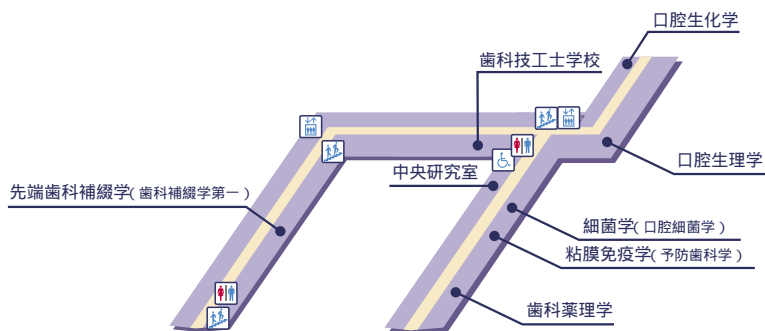 口腔生化学
歯科技工士学校
口腔生理学
中央研究室
先端歯科補綴学(歯科補綴学第一)
細菌学(口腔細菌学)
粘膜免疫学(予防歯科学)
歯科薬理学